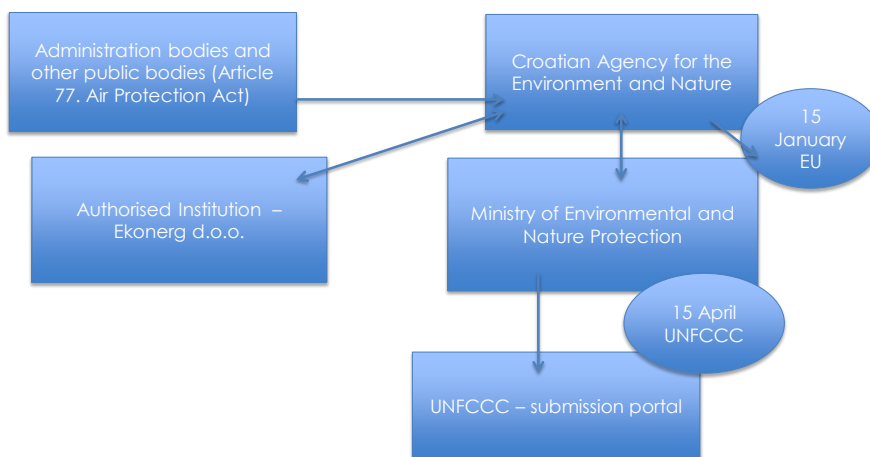 Administration bodies and
other public bodies (Article
77. Air Protection Act)
Croatian Agency for the
Environment and Nature
15
January
EU
Authorised Institution –
Ekonerg d.o.o.
Ministry of Environmental and
Nature Protection
15 April
UNFCCC
UNFCCC – submission portal